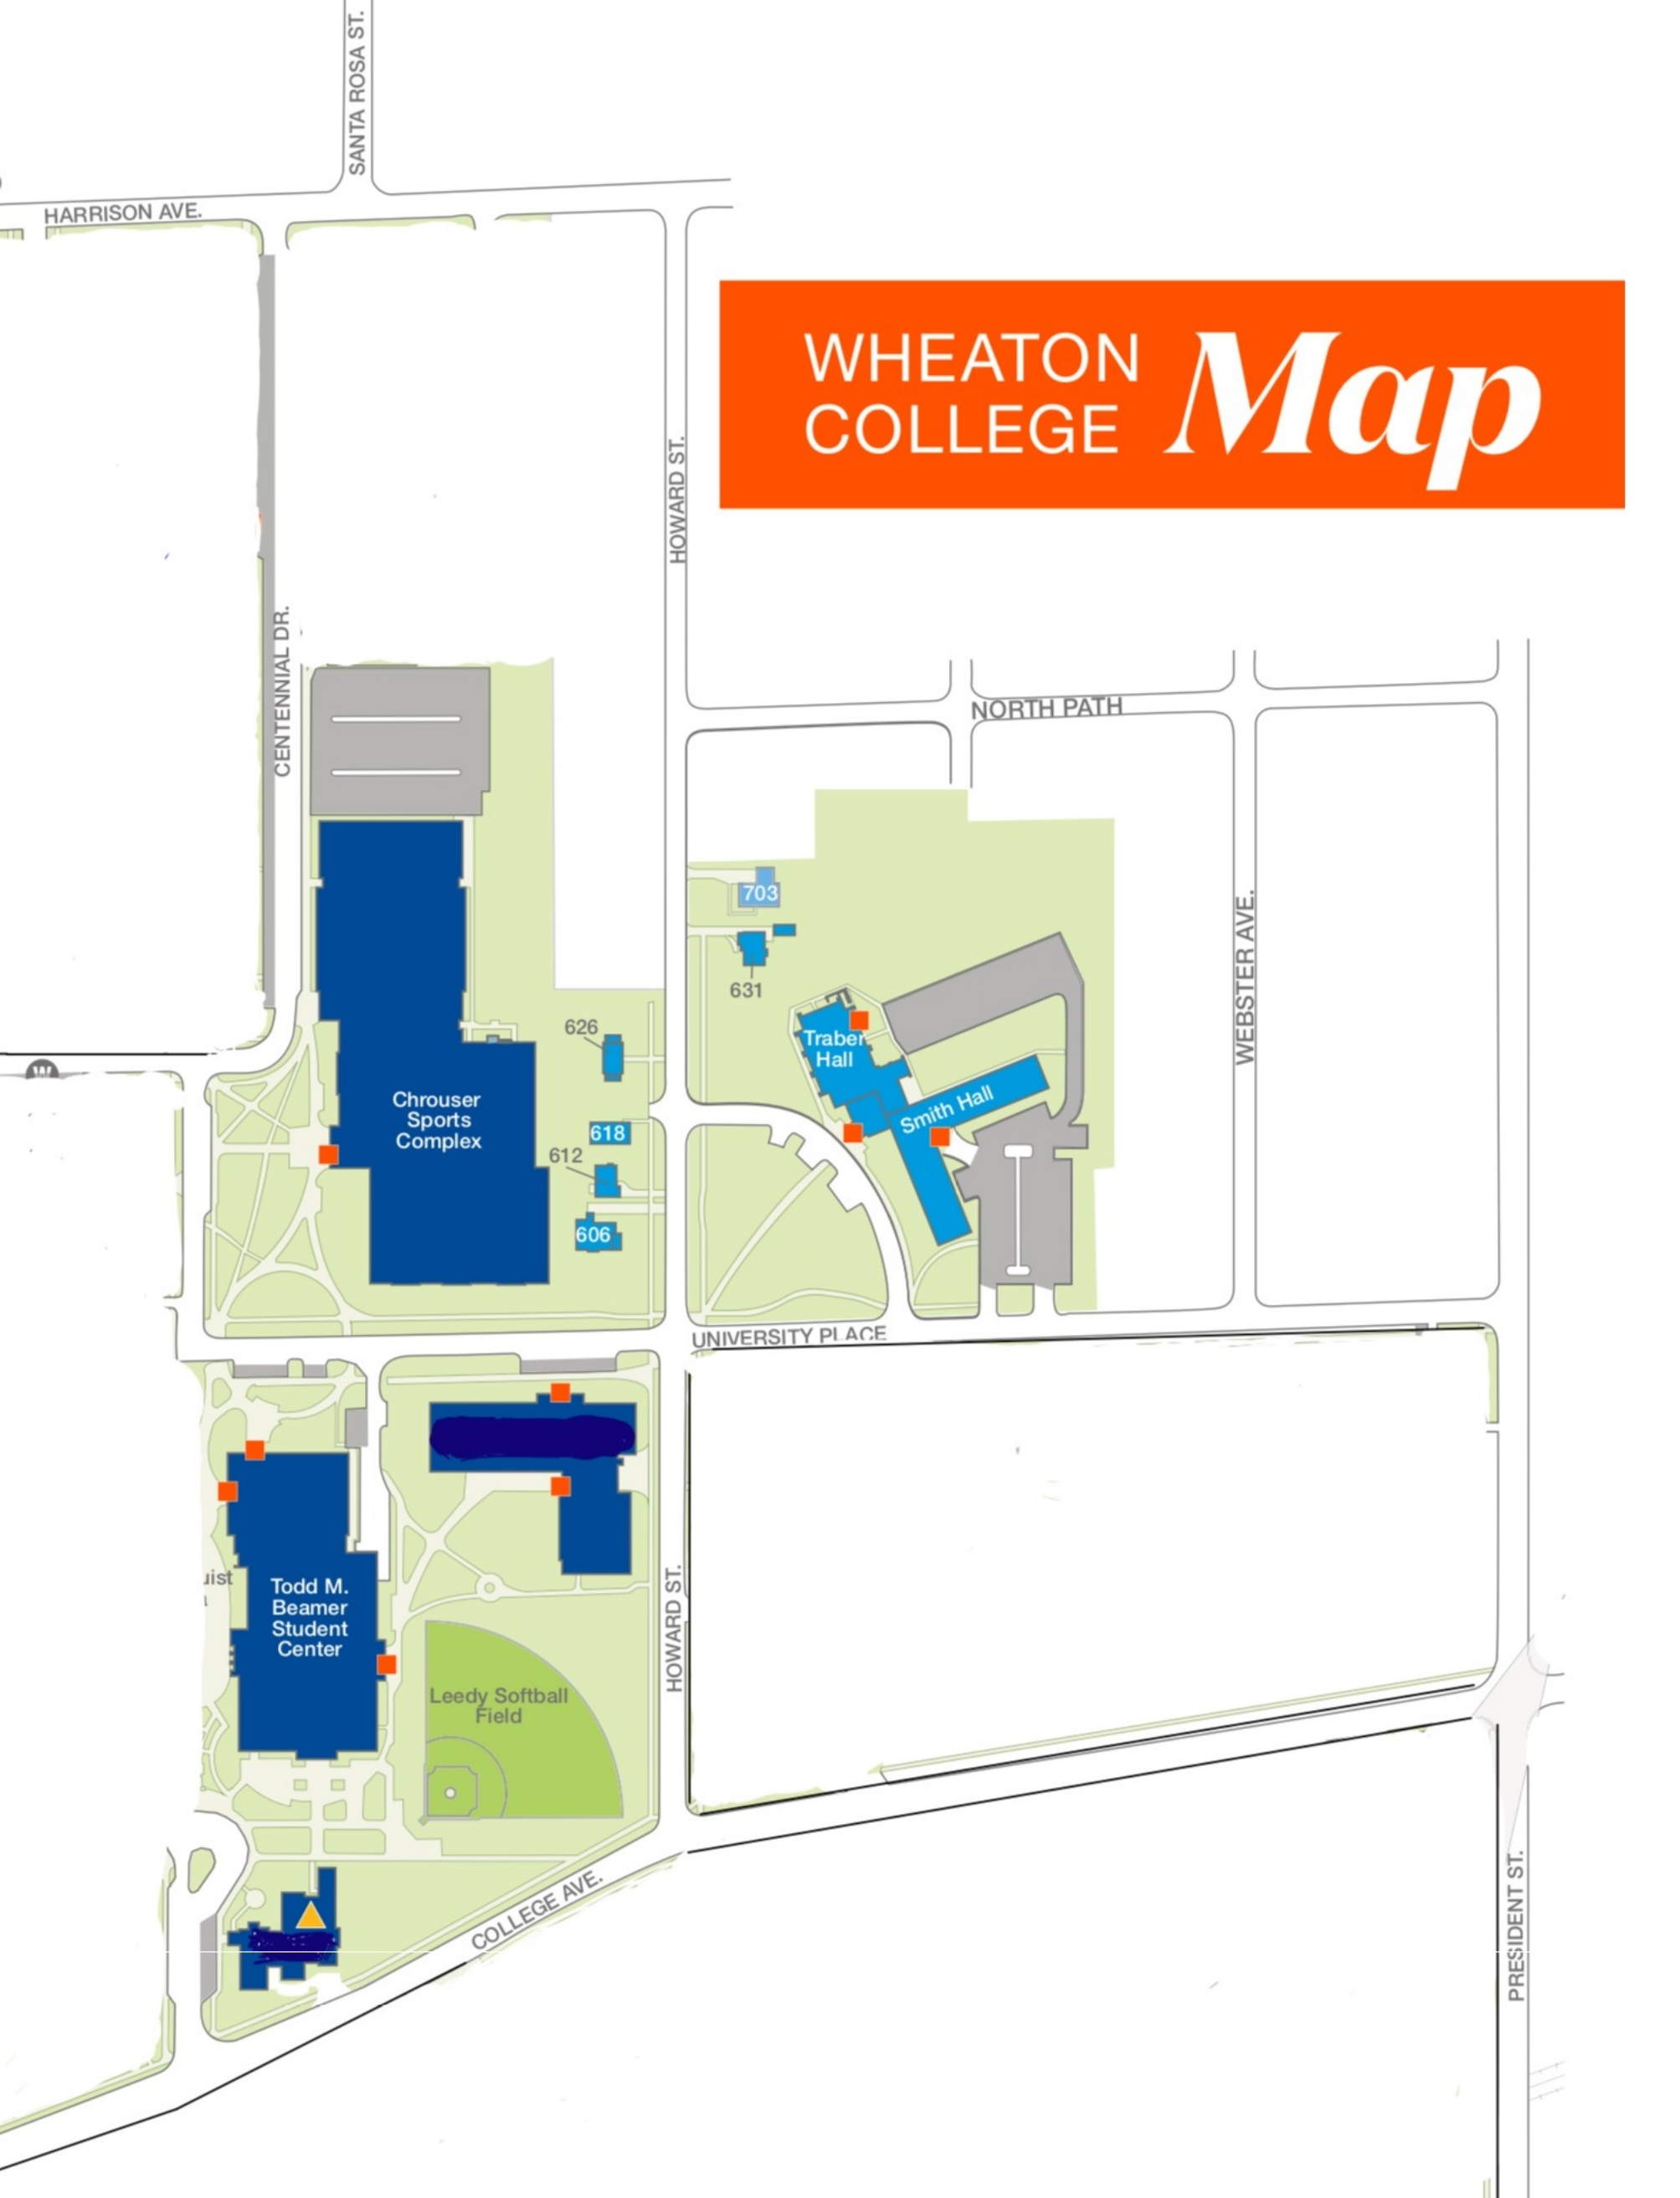 SANTA ROSA ST.
HARRISON AVE.
WHEATON
COLLEGE
Map
HOWARD ST.
CENTENNIAL DR.
NORTH PATH
703
631
WEBSTER AVE.
626
Traber
Hall
Smith Hall
W
Chrouser
Sports
Complex
618
612
606
UNIVERSITY PLACE
uist
Todd M.
Beamer
Student
Center
HOWARD ST.
Leedy Softball
Field
COLLEGE AVE.
PRESIDENT ST.